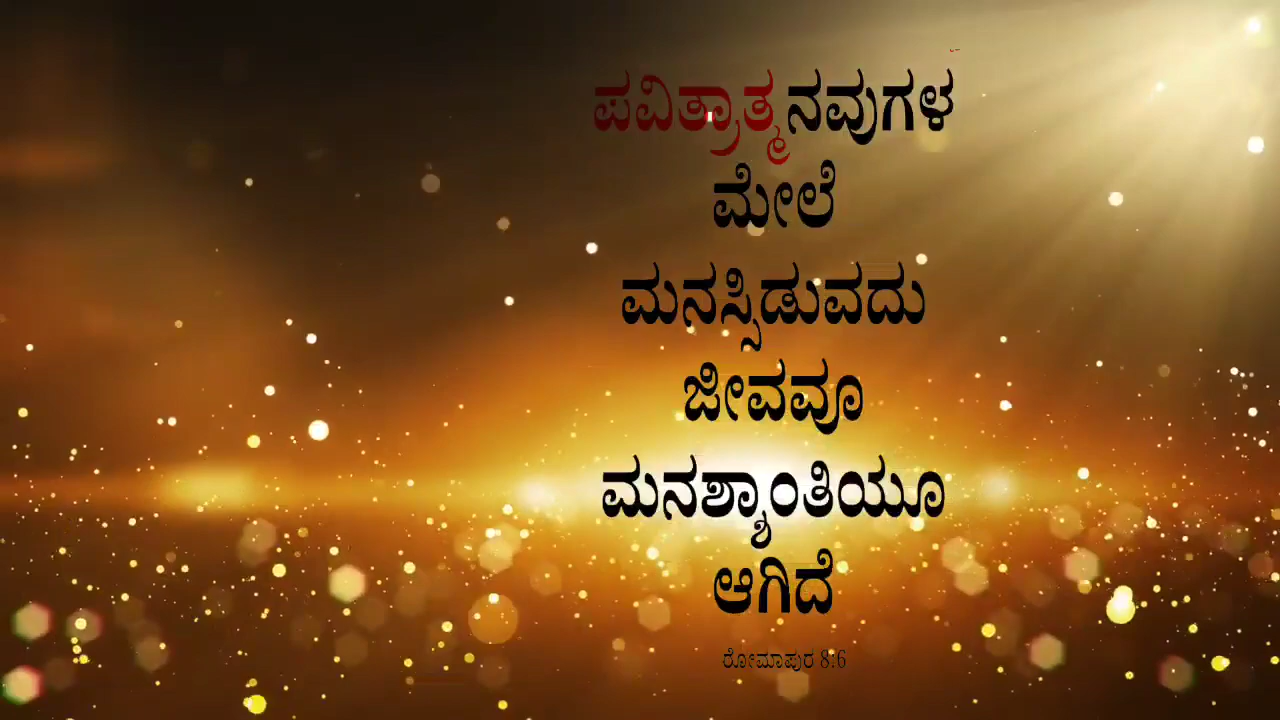 ಪವಿತ್ರಾತ್ಮನವುಗಳ
ಮೇಲೆ
ಮನಸ್ಸಿಡುವದು
ಜೀವವೂ
ಮನಶ್ಶಾಂತಿಯೂ
ಆಗಿದೆ
ರೋಮಾಪುರ 8:6